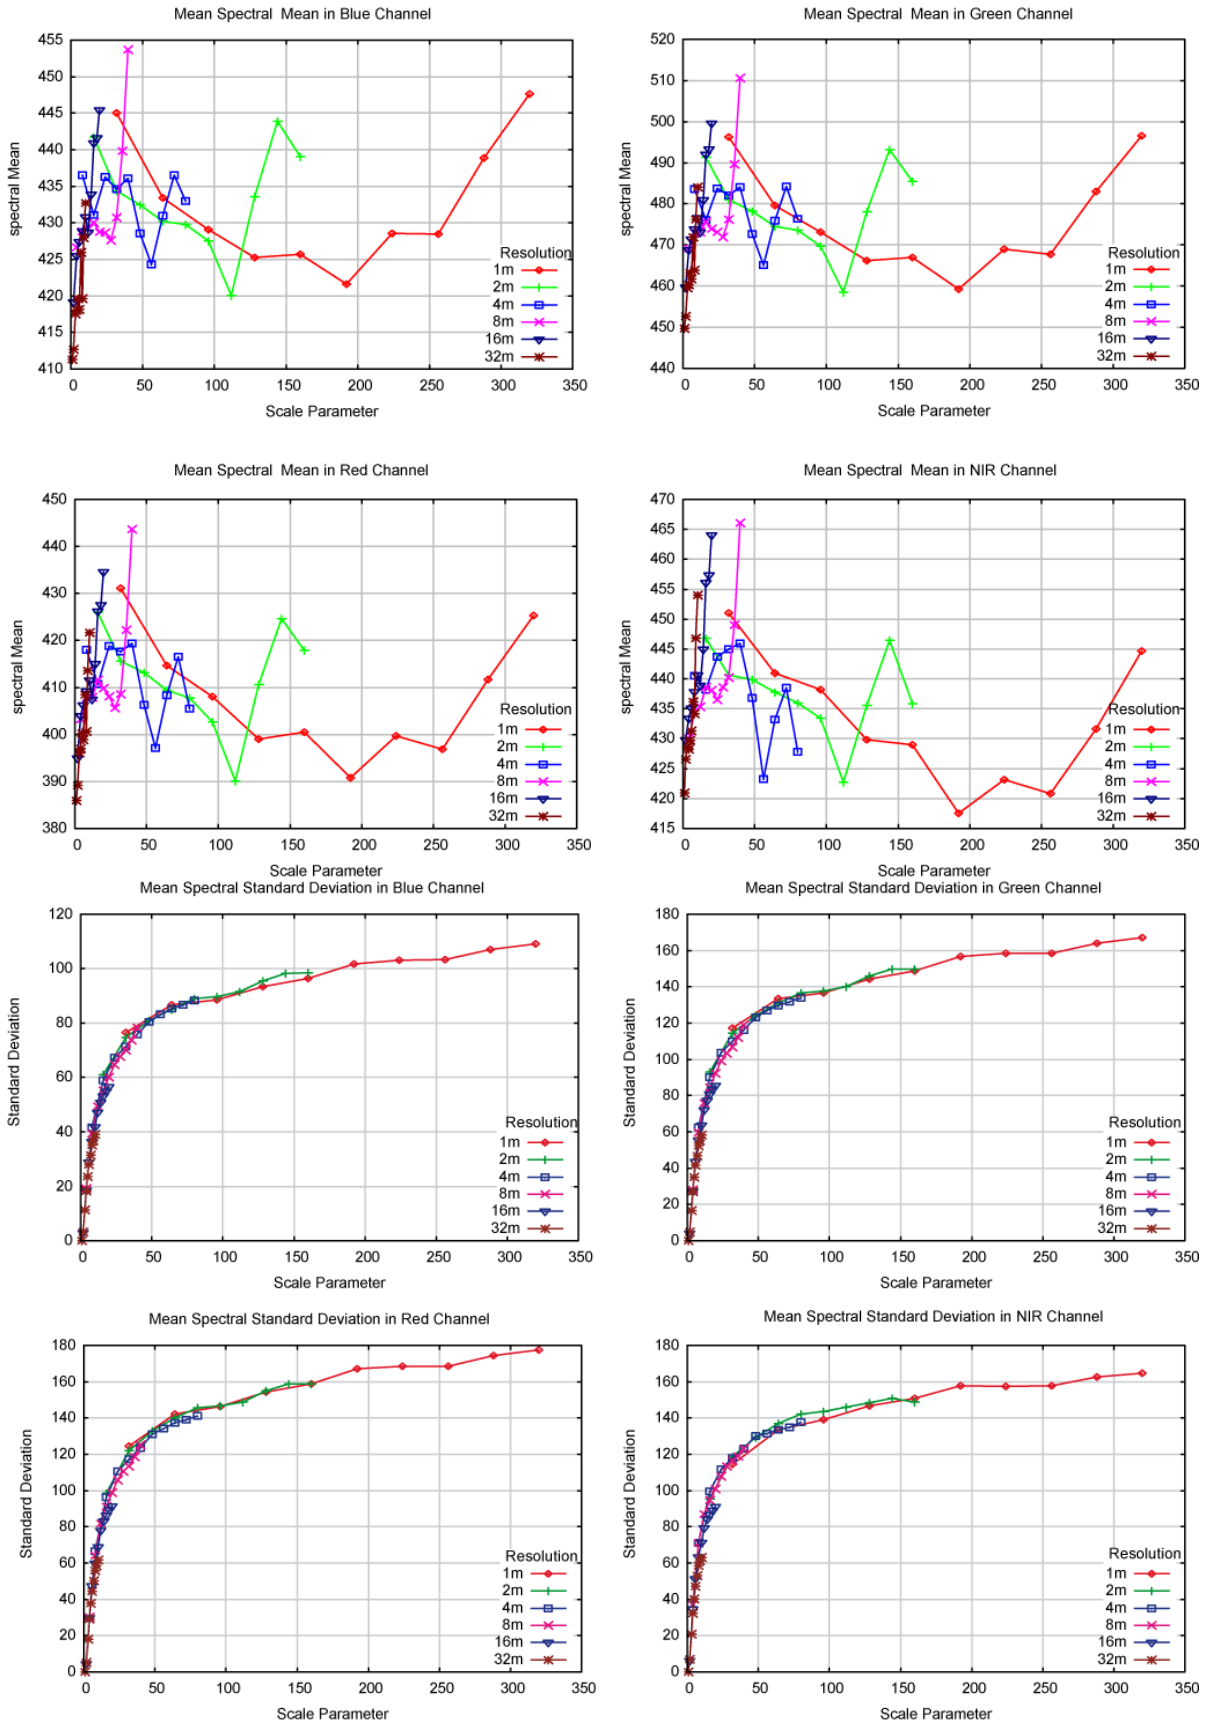 Mean Spectral Mean in Blue Channel
455
450
445
440
435
430
425
420
415
410
spectral Mean
0 50 100 150 200 250 300 350
Scale Parameter
Resolution
1m
2m
4m
8m
16m
32m
Mean Spectral Mean in Green Channel
520
510
500
490
480
470
460
450
440
spectral Mean
0 50 100 150 200 250 300 350
Scale Parameter
Resolution
1m
2m
4m
8m
16m
32m
Mean Spectral Mean in Red Channel
450
440
430
420
410
400
390
380
spectral Mean
0 50 100 150 200 250 300 350
Scale Parameter
Resolution
1m
2m
4m
8m
16m
32m
Mean Spectral Mean in NIR Channel
470
465
460
455
450
445
440
435
430
425
420
415
spectral Mean
0 50 100 150 200 250 300 350
Scale Parameter
Resolution
1m
2m
4m
8m
16m
32m
Mean Spectral Standard Deviation in Blue Channel
120
100
80
60
40
20
0
Standard Deviation
0 50 100 150 200 250 300 350
Scale Parameter
Resolution
1m
2m
4m
8m
16m
32m
Mean Spectral Standard Deviation in Green Channel
180
160
140
120
100
80
60
40
20
0
Standard Deviation
0 50 100 150 200 250 300 350
Scale Parameter
Resolution
1m
2m
4m
8m
16m
32m
Mean Spectral Standard Deviation in Red Channel
180
160
140
120
100
80
60
40
20
0
Standard Deviation
0 50 100 150 200 250 300 350
Scale Parameter
Resolution
1m
2m
4m
8m
16m
32m
Mean Spectral Standard Deviation in NIR Channel
180
160
140
120
100
80
60
40
20
0
Standard Deviation
0 50 100 150 200 250 300 350
Scale Parameter
Resolution
1m
2m
4m
8m
16m
32m